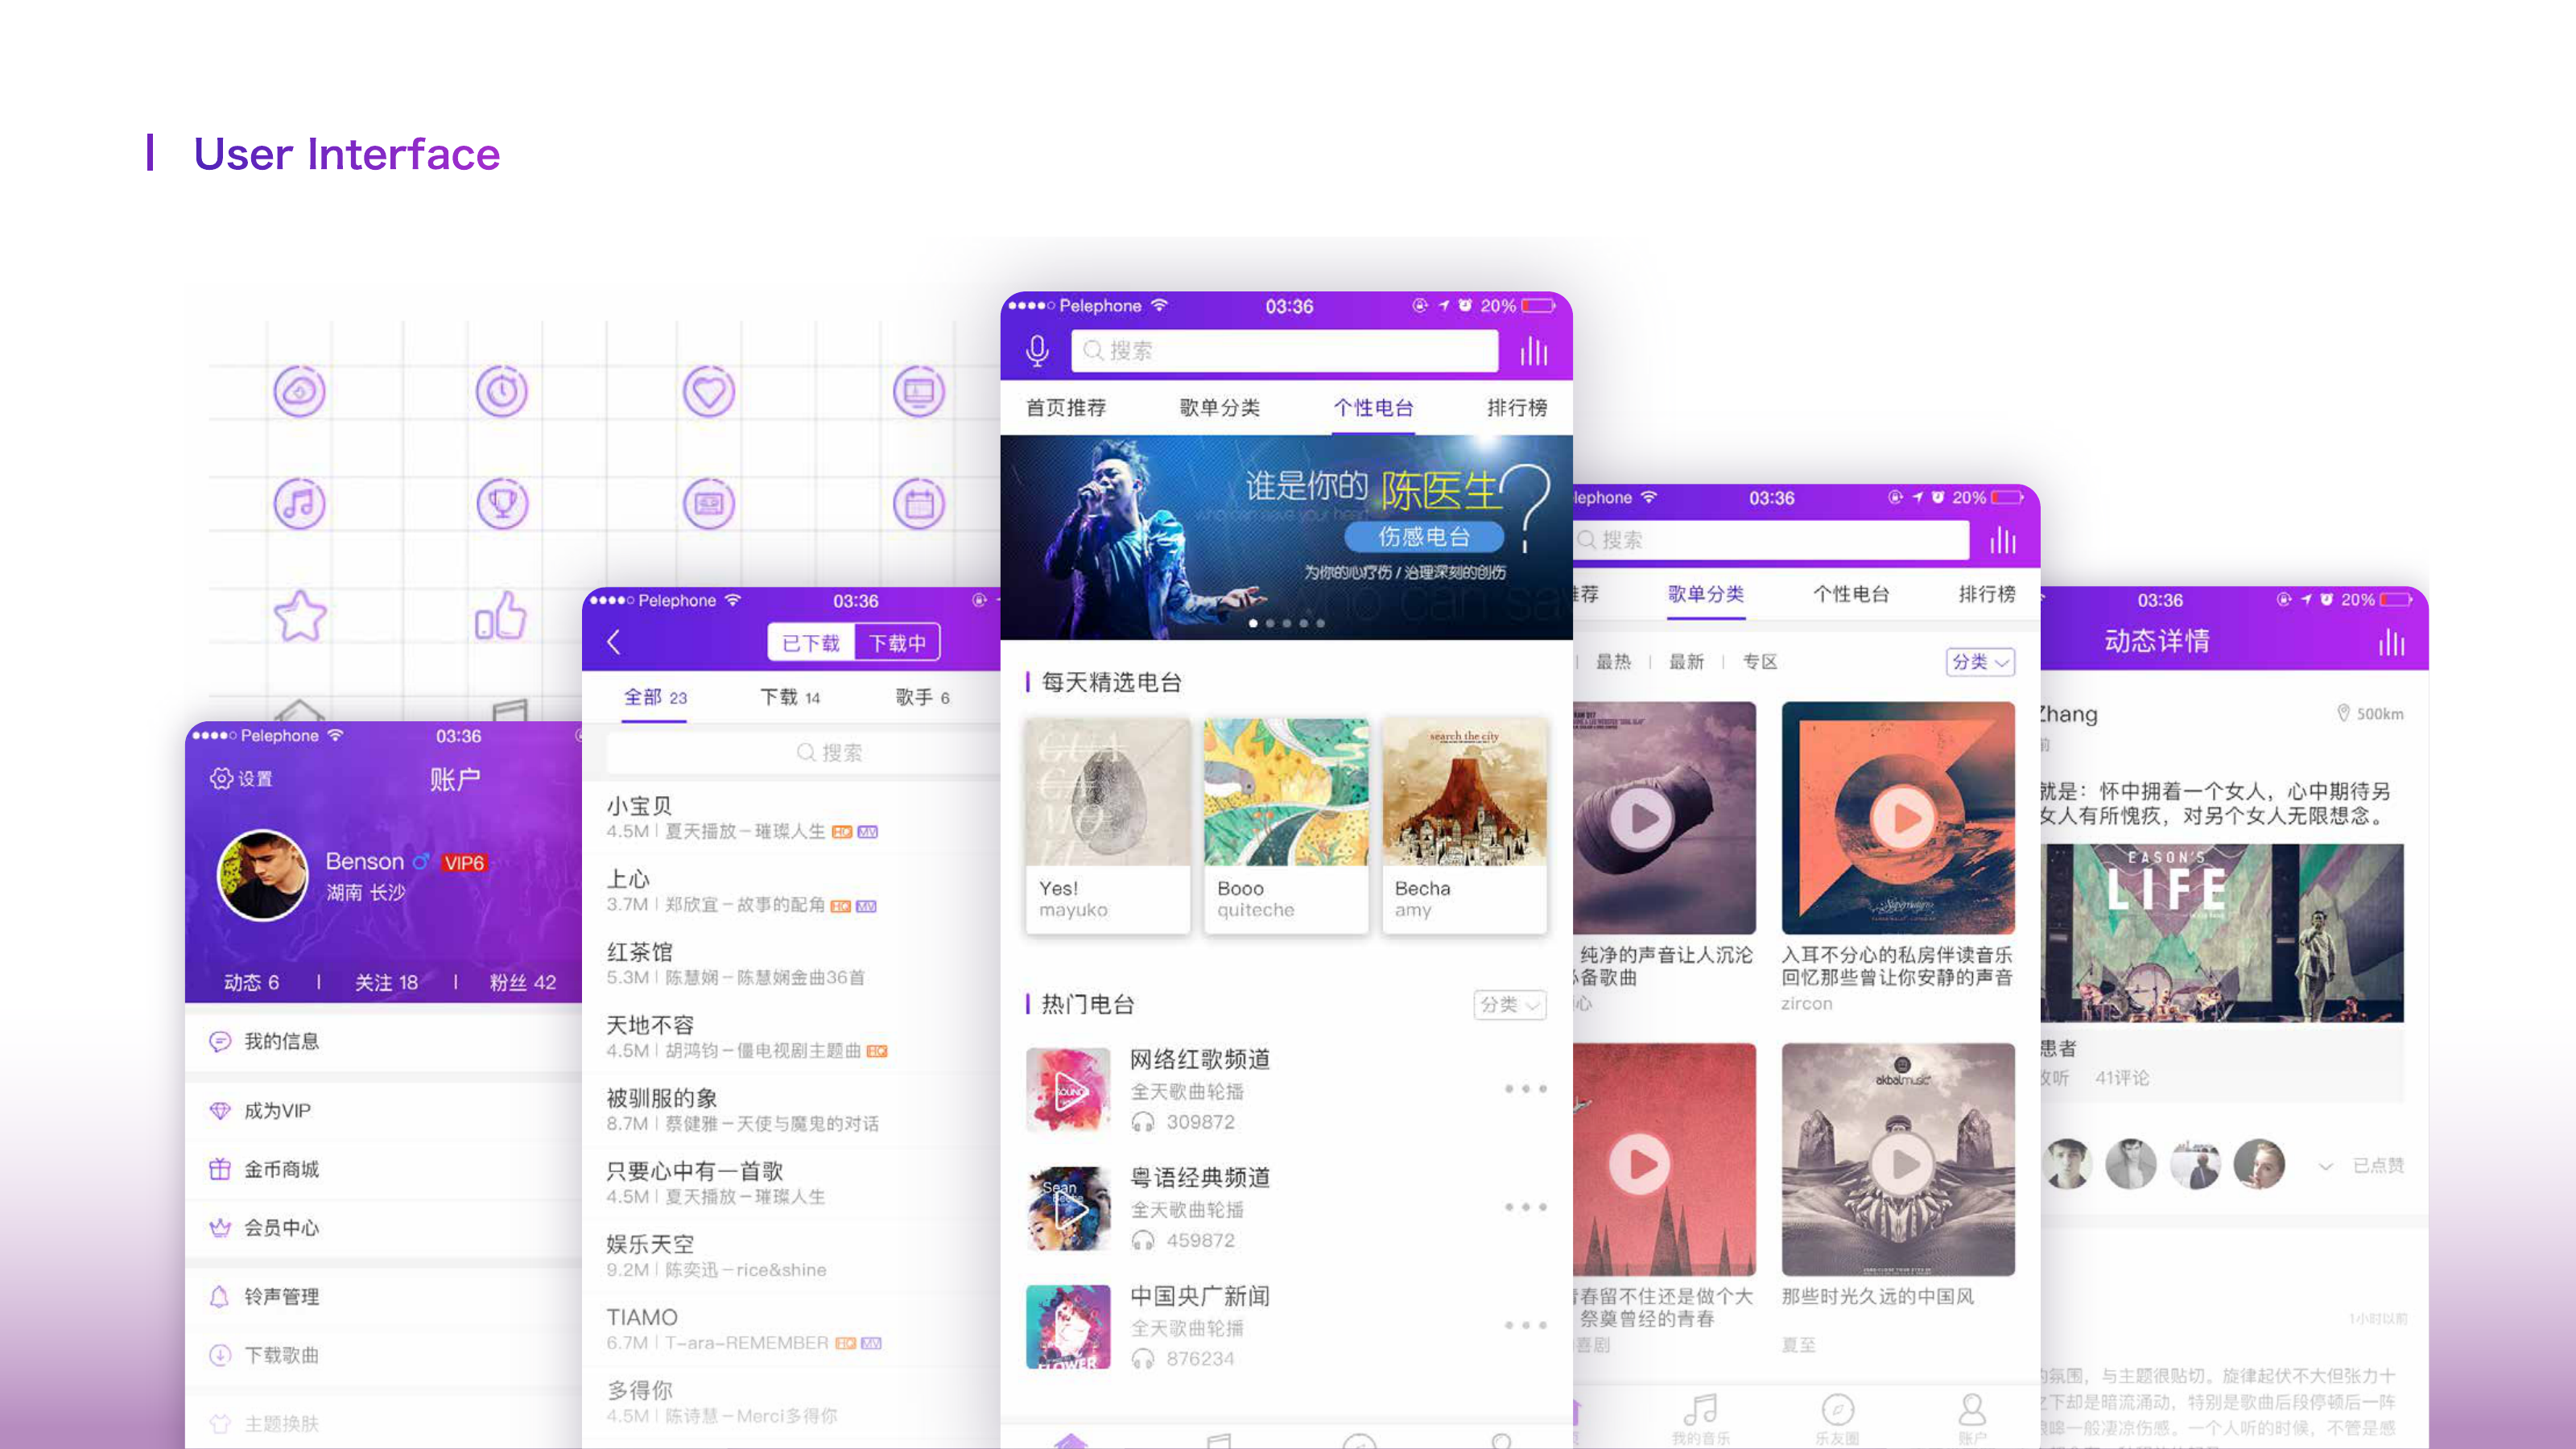 User Interface
Pelephone 03:36
设置 账户
Benson VIP6
湖南 长沙
动态 6 | 关注 18 | 粉丝 42
我的信息
成为VIP
金币商城
会员中心
铃声管理
下载歌曲
主题换肤
Pelephone 03:36
已下载 下载中
全部 23 下载 14 歌手 6
搜索
小宝贝
4.5M | 夏天播放－璀璨人生 HQ MV
上心
3.7M | 郑欣宜－故事的配角 HQ MV
红茶馆
5.3M | 陈慧娴－陈慧娴金曲36首
天地不容
4.5M | 胡鸿钧－僵电视剧主题曲 HQ
被驯服的象
8.7M | 蔡健雅－天使与魔鬼的对话
只要心中有一首歌
4.5M | 夏天播放－璀璨人生
娱乐天空
9.2M | 陈奕迅－rice&shine
TIAMO
6.7M | T-ara-REMEMBER HQ MV
多得你
4.5M | 陈诗慧－Merci多得你
Pelephone 03:36 20%
搜索
首页推荐 歌单分类 个性电台 排行榜
谁是你的 陈医生?
who can save your heart
伤感电台
为你的心疗伤 / 治理深刻的创伤
每天精选电台
search the city
Yes! Booo Becha
mayuko quiteche amy
热门电台 分类
网络红歌频道
全天歌曲轮播
309872
粤语经典频道
全天歌曲轮播
459872
中国央广新闻
全天歌曲轮播
876234
lephone 03:36 20%
搜索
荐 歌单分类 个性电台 排行榜
最热 | 最新 | 专区 分类
纯净的声音让人沉沦
备歌曲
心
入耳不分心的私房伴读音乐
回忆那些曾让你安静的声音
zircon
akbalmusic
春留不住还是做个大
祭奠曾经的青春
喜剧
那些时光久远的中国风
夏至
我的音乐 乐友圈 账户
03:36 20%
动态详情
Zhang 500km
前
就是：怀中拥着一个女人，心中期待另
女人有所愧疚，对另个女人无限想念。
EASON'S
LIFE
患者
收听 41评论
已点赞
1小时以前
氛围，与主题很贴切。旋律起伏不大但张力十
下却是暗流涌动，特别是歌曲后段停顿后一阵
嗥一般凄凉伤感。一个人听的时候，不管是感